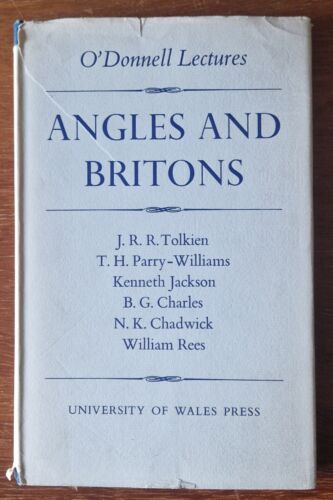 O'Donnell Lectures
ANGLES AND
BRITONS
J. R. R. Tolkien
T. H. Parry-Williams
Kenneth Jackson
B. G. Charles
N. K. Chadwick
William Rees
UNIVERSITY OF WALES PRESS